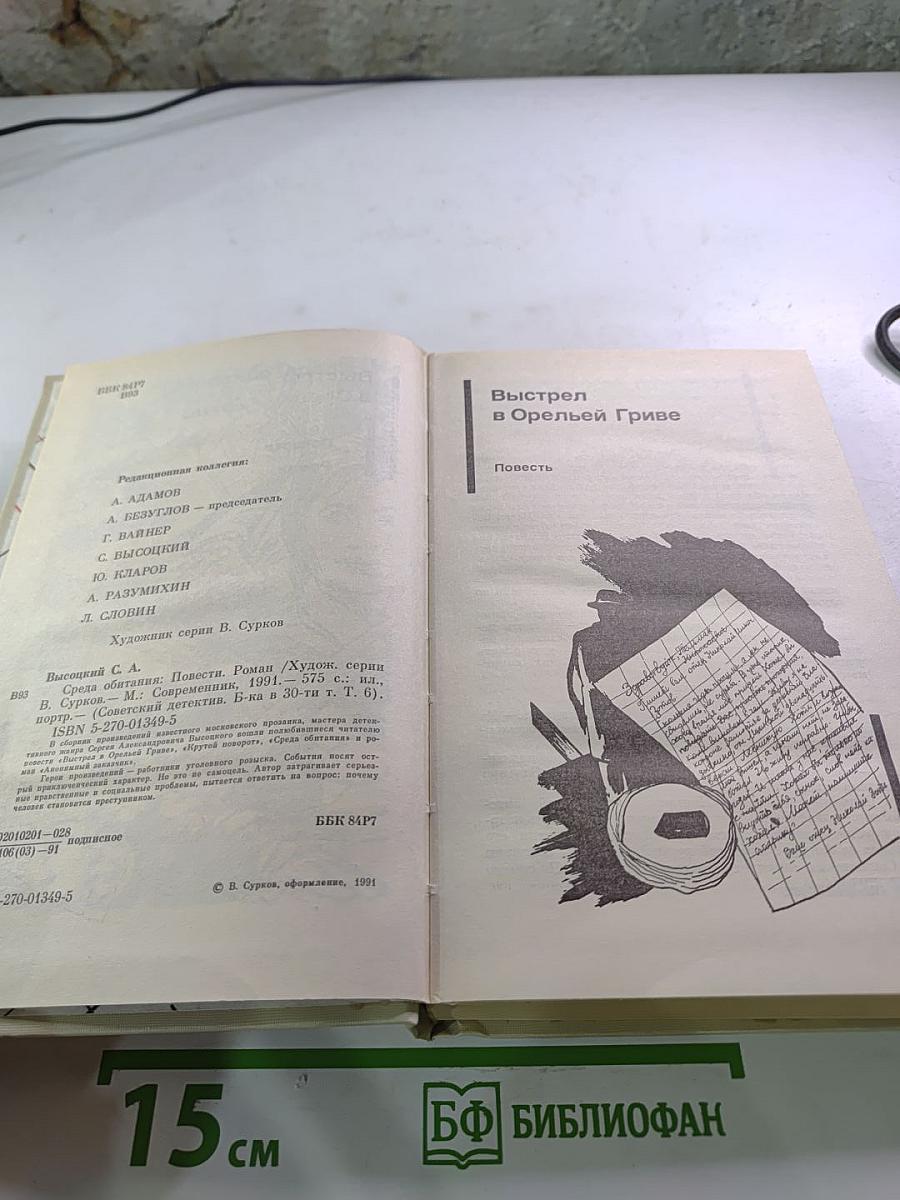 ББК 84Р7
В93
Редакционная коллегия:
А. АДАМОВ
А. БЕЗУГЛОВ — председатель
Г. ВАЙНЕР
С. ВЫСОЦКИЙ
Ю. КЛАРОВ
А. РАЗУМИХИН
Л. СЛОВИН
Художник серии В. Сурков
Высоцкий С. А.
В93 Среда обитания: Повести. Роман /Худож. серии
В. Сурков.— М.: Современник, 1991.— 575 с.: ил.,
портр.— (Советский детектив. Б-ка в 30-ти т. Т. 6).
ISBN 5-270-01349-5
В сборник произведений известного московского прозаика, мастера детек-
тивного жанра Сергея Александровича Высоцкого вошли полюбившиеся читателю
повести «Выстрел в Орельей Гриве», «Крутой поворот», «Среда обитания» и ро-
ман «Анонимный заказчик».
Герои произведений — работники уголовного розыска. События носят ост-
рый приключенческий характер. Но это не самоцель. Автор затрагивает серьез-
ные нравственные и социальные проблемы, пытается ответить на вопрос: почему
человек становится преступником.
02010201—028
106(03)—91 подписное
ББК 84Р7
-270-01349-5
© В. Сурков, оформление, 1991
Выстрел
в Орельей Гриве
Повесть
15 см
БФ БИБЛИОФАН